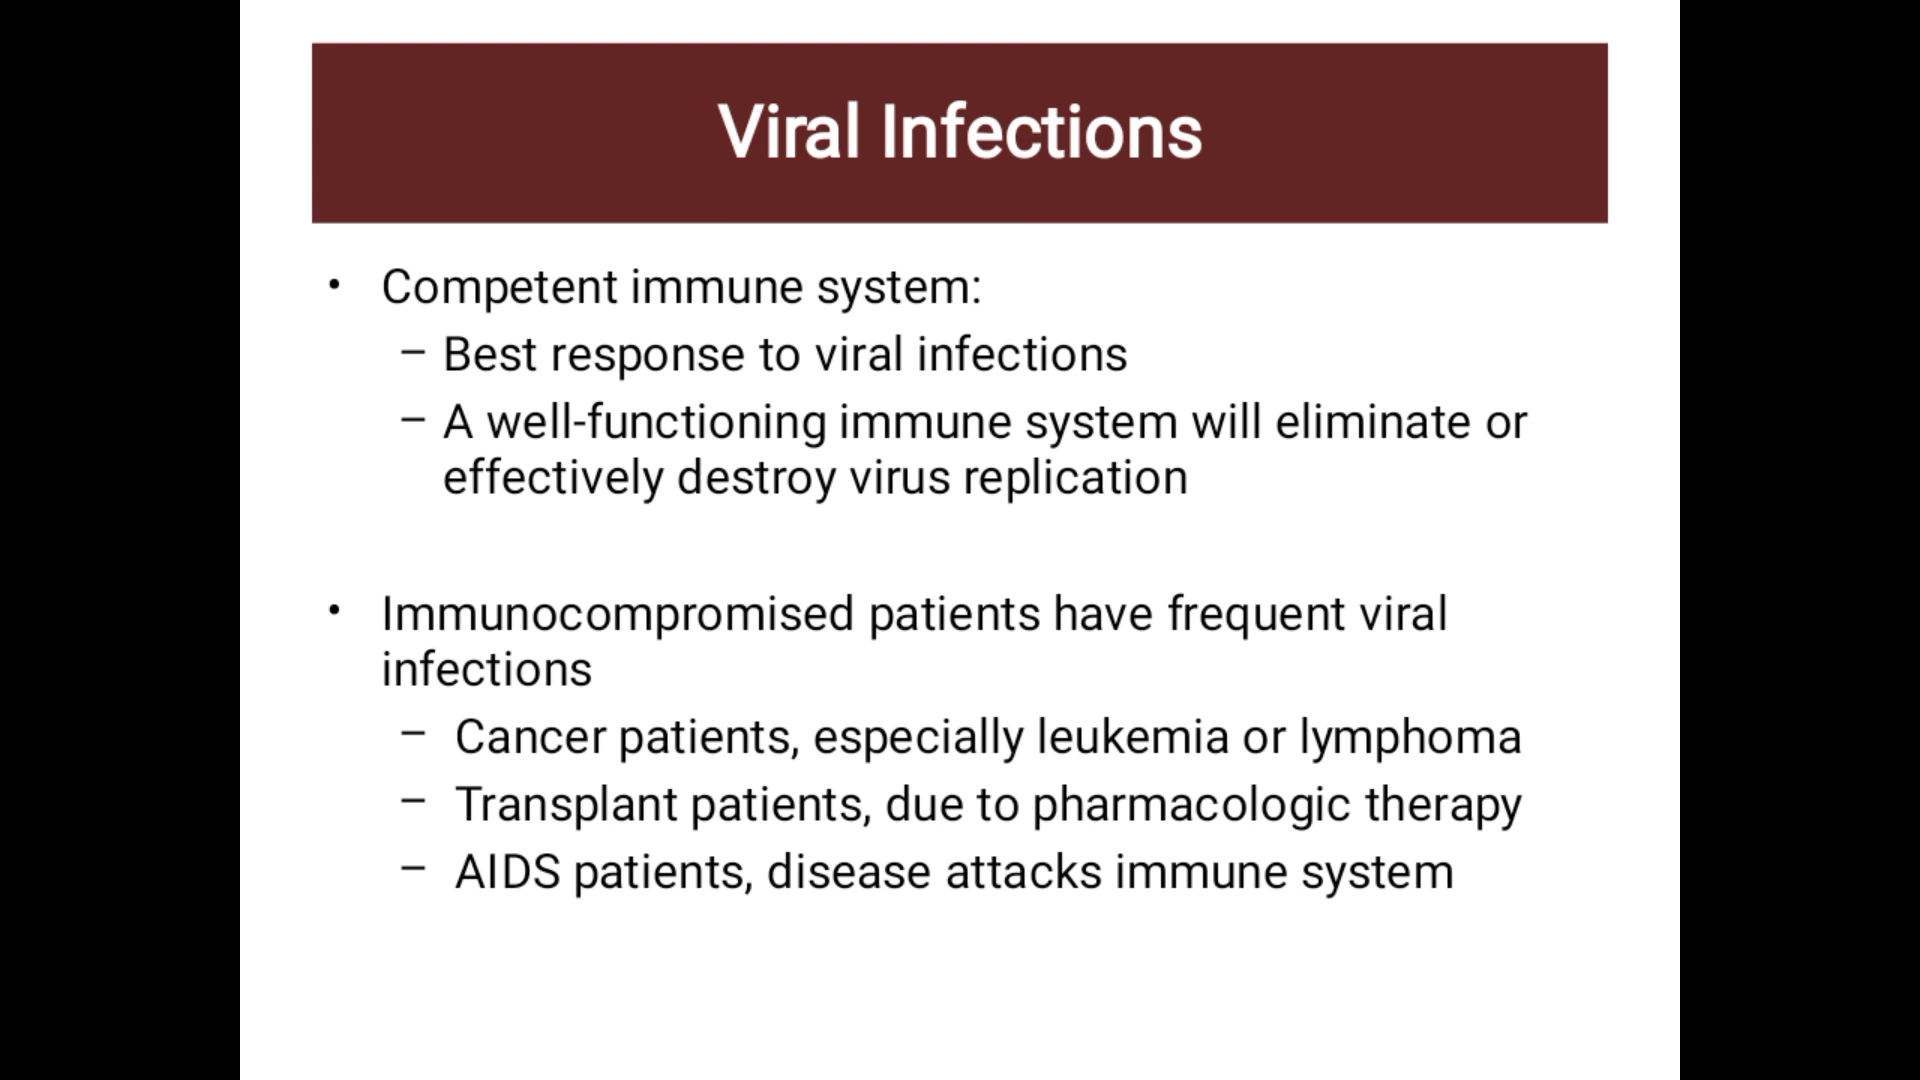 Viral Infections
• Competent immune system:
– Best response to viral infections
– A well-functioning immune system will eliminate or
effectively destroy virus replication
• Immunocompromised patients have frequent viral
infections
– Cancer patients, especially leukemia or lymphoma
– Transplant patients, due to pharmacologic therapy
– AIDS patients, disease attacks immune system